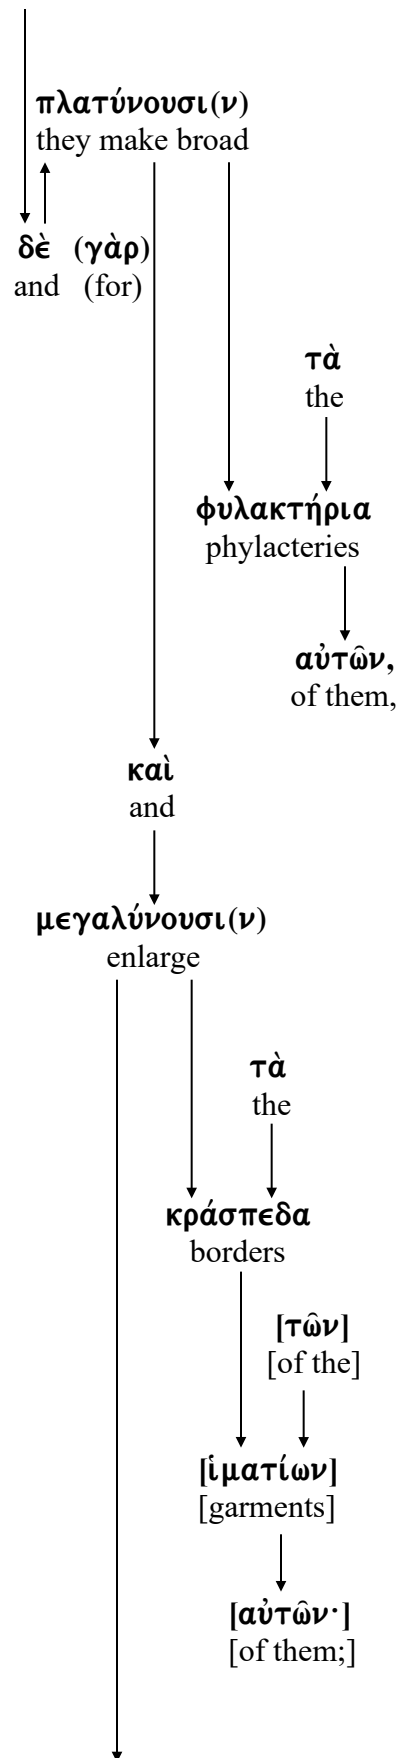 πλατύνουσι(ν)
they make broad
δὲ (γὰρ)
and (for)
τὰ
the
φυλακτήρια
phylacteries
αὐτῶν,
of them,
καὶ
and
μεγαλύνουσι(ν)
enlarge
τὰ
the
κράσπεδα
borders
[τῶν]
[of the]
[ἱματίων]
[garments]
[αὐτῶν·]
[of them;]